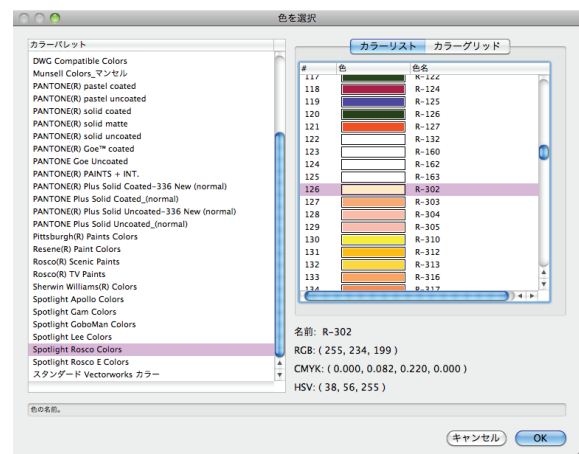 色を選択
カラーパレット
DWG Compatible Colors
Munsell Colors_マンセル
PANTONE(R) pastel coated
PANTONE(R) pastel uncoated
PANTONE(R) solid coated
PANTONE(R) solid matte
PANTONE(R) solid uncoated
PANTONE(R) Goe™ coated
PANTONE Goe Uncoated
PANTONE(R) PAINTS + INT.
PANTONE(R) Plus Solid Coated-336 New (normal)
PANTONE Plus Solid Coated_(normal)
PANTONE(R) Plus Solid Uncoated-336 New (normal)
PANTONE Plus Solid Uncoated_(normal)
Pittsburgh(R) Paints Colors
Resene(R) Paint Colors
Rosco(R) Scenic Paints
Rosco(R) TV Paints
Sherwin Williams(R) Colors
Spotlight Apollo Colors
Spotlight Gam Colors
Spotlight GoboMan Colors
Spotlight Lee Colors
Spotlight Rosco Colors
Spotlight Rosco E Colors
スタンダード Vectorworks カラー
カラーリスト カラーグリッド
# 色 色名
117 R-122
118 R-124
119 R-125
120 R-126
121 R-127
122 R-132
123 R-160
124 R-162
125 R-163
126 R-302
127 R-303
128 R-304
129 R-305
130 R-310
131 R-312
132 R-313
133 R-316
134 R-317
名前: R-302
RGB: ( 255, 234, 199 )
CMYK: ( 0.000, 0.082, 0.220, 0.000 )
HSV: ( 38, 56, 255 )
色の名前。
キャンセル OK